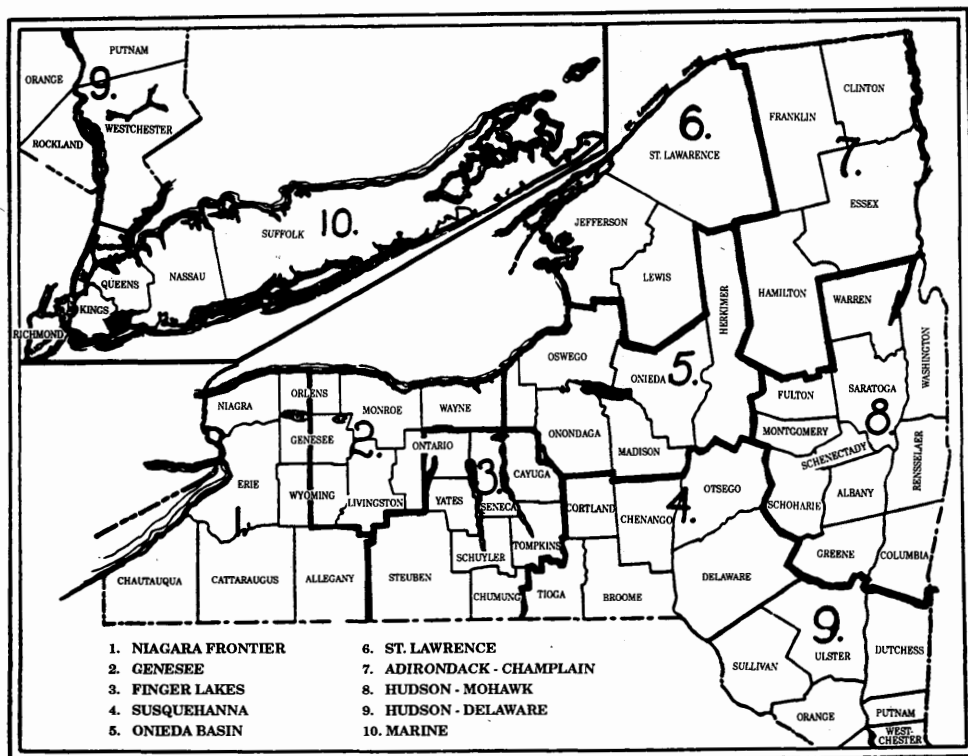 PUTNAM
ORANGE
9.
WESTCHESTER
ROCKLAND
10.
SUFFOLK
QUEENS
NASSAU
KINGS
RICHMOND
6.
ST. LAWARENCE
FRANKLIN
CLINTON
7.
ESSEX
JEFFERSON
LEWIS
HERKIMER
HAMILTON
WARREN
WASHINGTON
OSWEGO
ONIEDA
5.
FULTON
SARATOGA
8.
MONTGOMERY
SCHENECTADY
RENSSELAER
NIAGRA
ORLENS
MONROE
WAYNE
GENESEE
2.
ONTARIO
ONONDAGA
MADISON
CAYUGA
3.
SENECA
ERIE
WYOMING
LIVINGSTON
YATES
CORTLAND
CHENANGO
4.
OTSEGO
SCHOHARIE
ALBANY
1.
SCHUYLER
TOMPKINS
GREENE
COLUMBIA
CHAUTAUQUA
CATTARAUGUS
ALLEGANY
STEUBEN
CHUMUNG
TIOGA
BROOME
DELAWARE
9.
ULSTER
DUTCHESS
SULLIVAN
ORANGE
PUTNAM
WEST-
CHESTER
1. NIAGARA FRONTIER
2. GENESEE
3. FINGER LAKES
4. SUSQUEHANNA
5. ONIEDA BASIN
6. ST. LAWRENCE
7. ADIRONDACK - CHAMPLAIN
8. HUDSON - MOHAWK
9. HUDSON - DELAWARE
10. MARINE